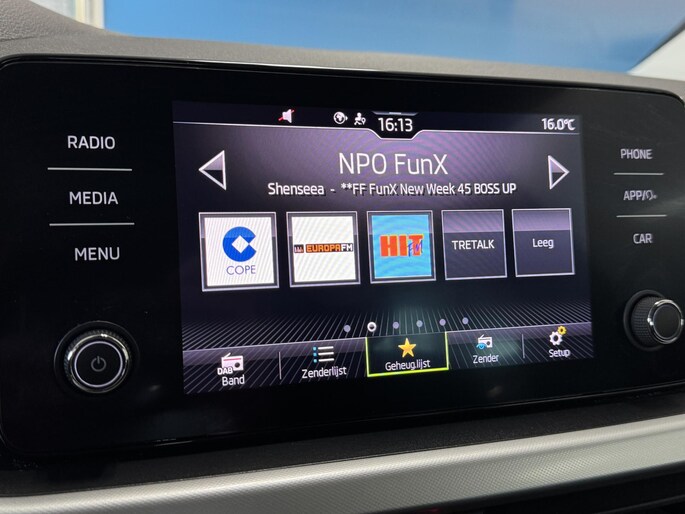 16:13
16.0°C
RADIO
MEDIA
MENU
NPO FunX
Shenseea - **FF FunX New Week 45 BOSS UP
COPE
EUROPA FM
HIT
TRETALK
Leeg
PHONE
APP/
CAR
DAB
Band
Zenderlijst
Geheug.lijst
Zender
Setup